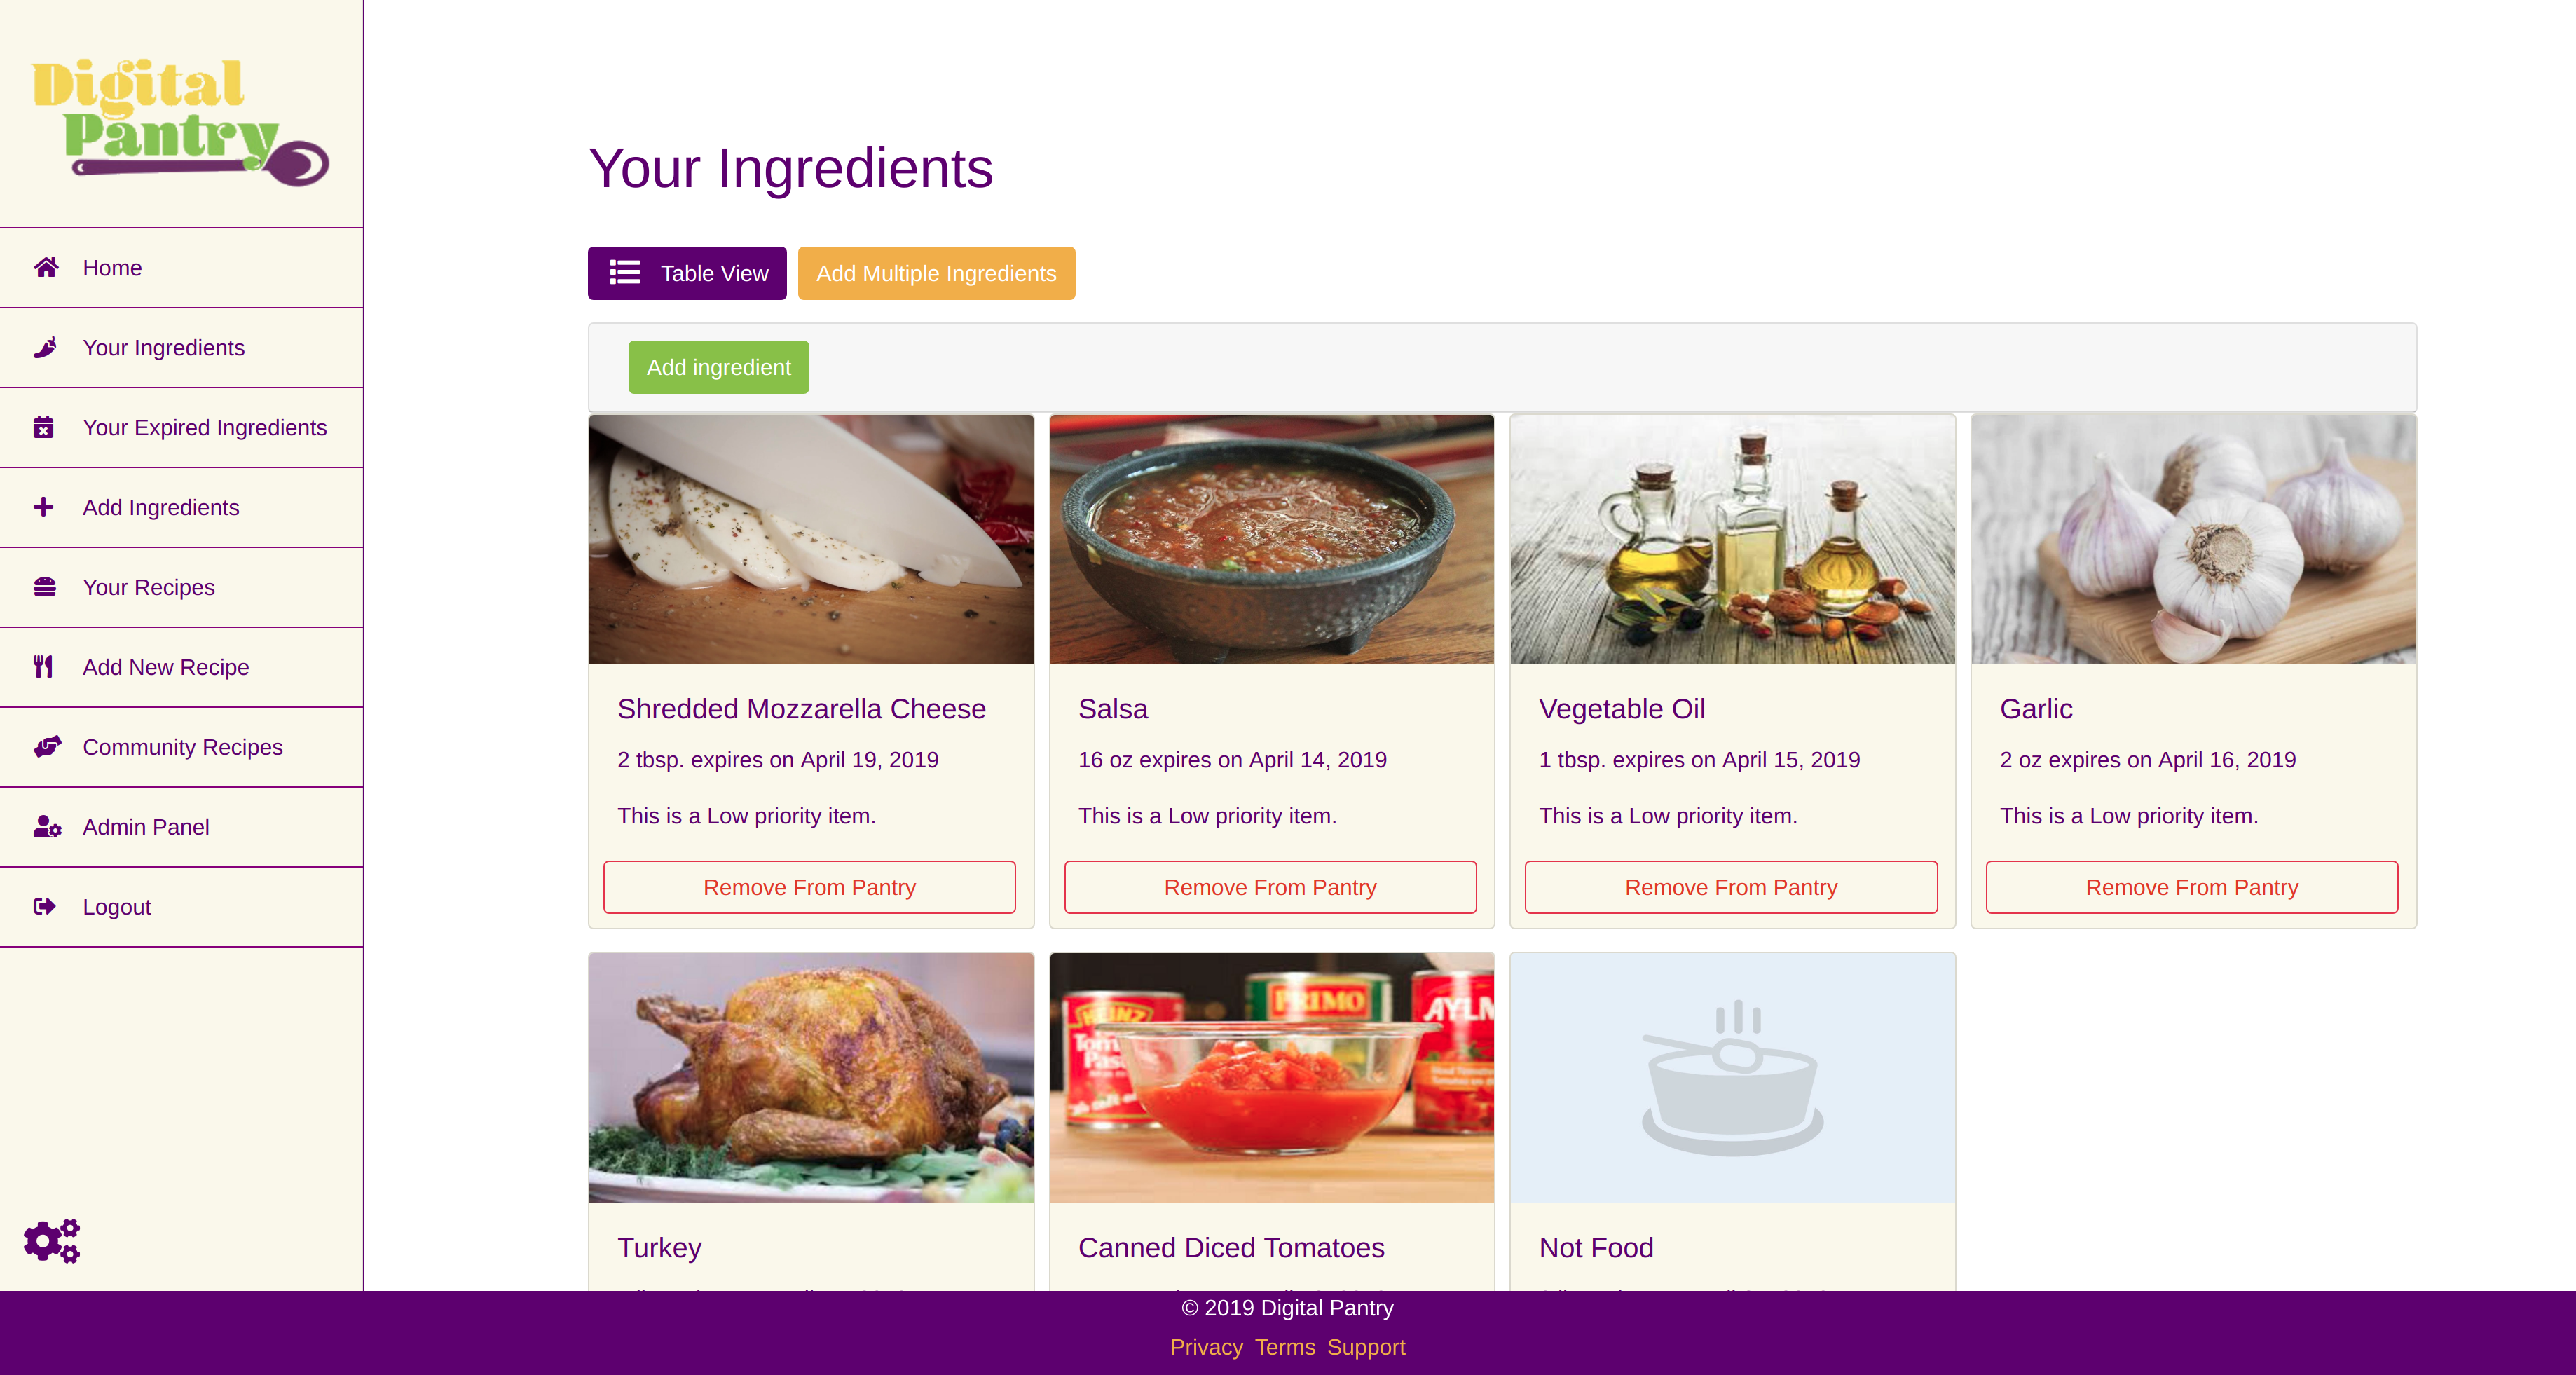 Digital
Pantry
Home
Your Ingredients
Your Expired Ingredients
Add Ingredients
Your Recipes
Add New Recipe
Community Recipes
Admin Panel
Logout
Your Ingredients
Table View
Add Multiple Ingredients
Add ingredient
Shredded Mozzarella Cheese
2 tbsp. expires on April 19, 2019
This is a Low priority item.
Remove From Pantry
Salsa
16 oz expires on April 14, 2019
This is a Low priority item.
Remove From Pantry
Vegetable Oil
1 tbsp. expires on April 15, 2019
This is a Low priority item.
Remove From Pantry
Garlic
2 oz expires on April 16, 2019
This is a Low priority item.
Remove From Pantry
Turkey
HEINZ
PRIMO
Canned Diced Tomatoes
Not Food
© 2019 Digital Pantry
Privacy Terms Support